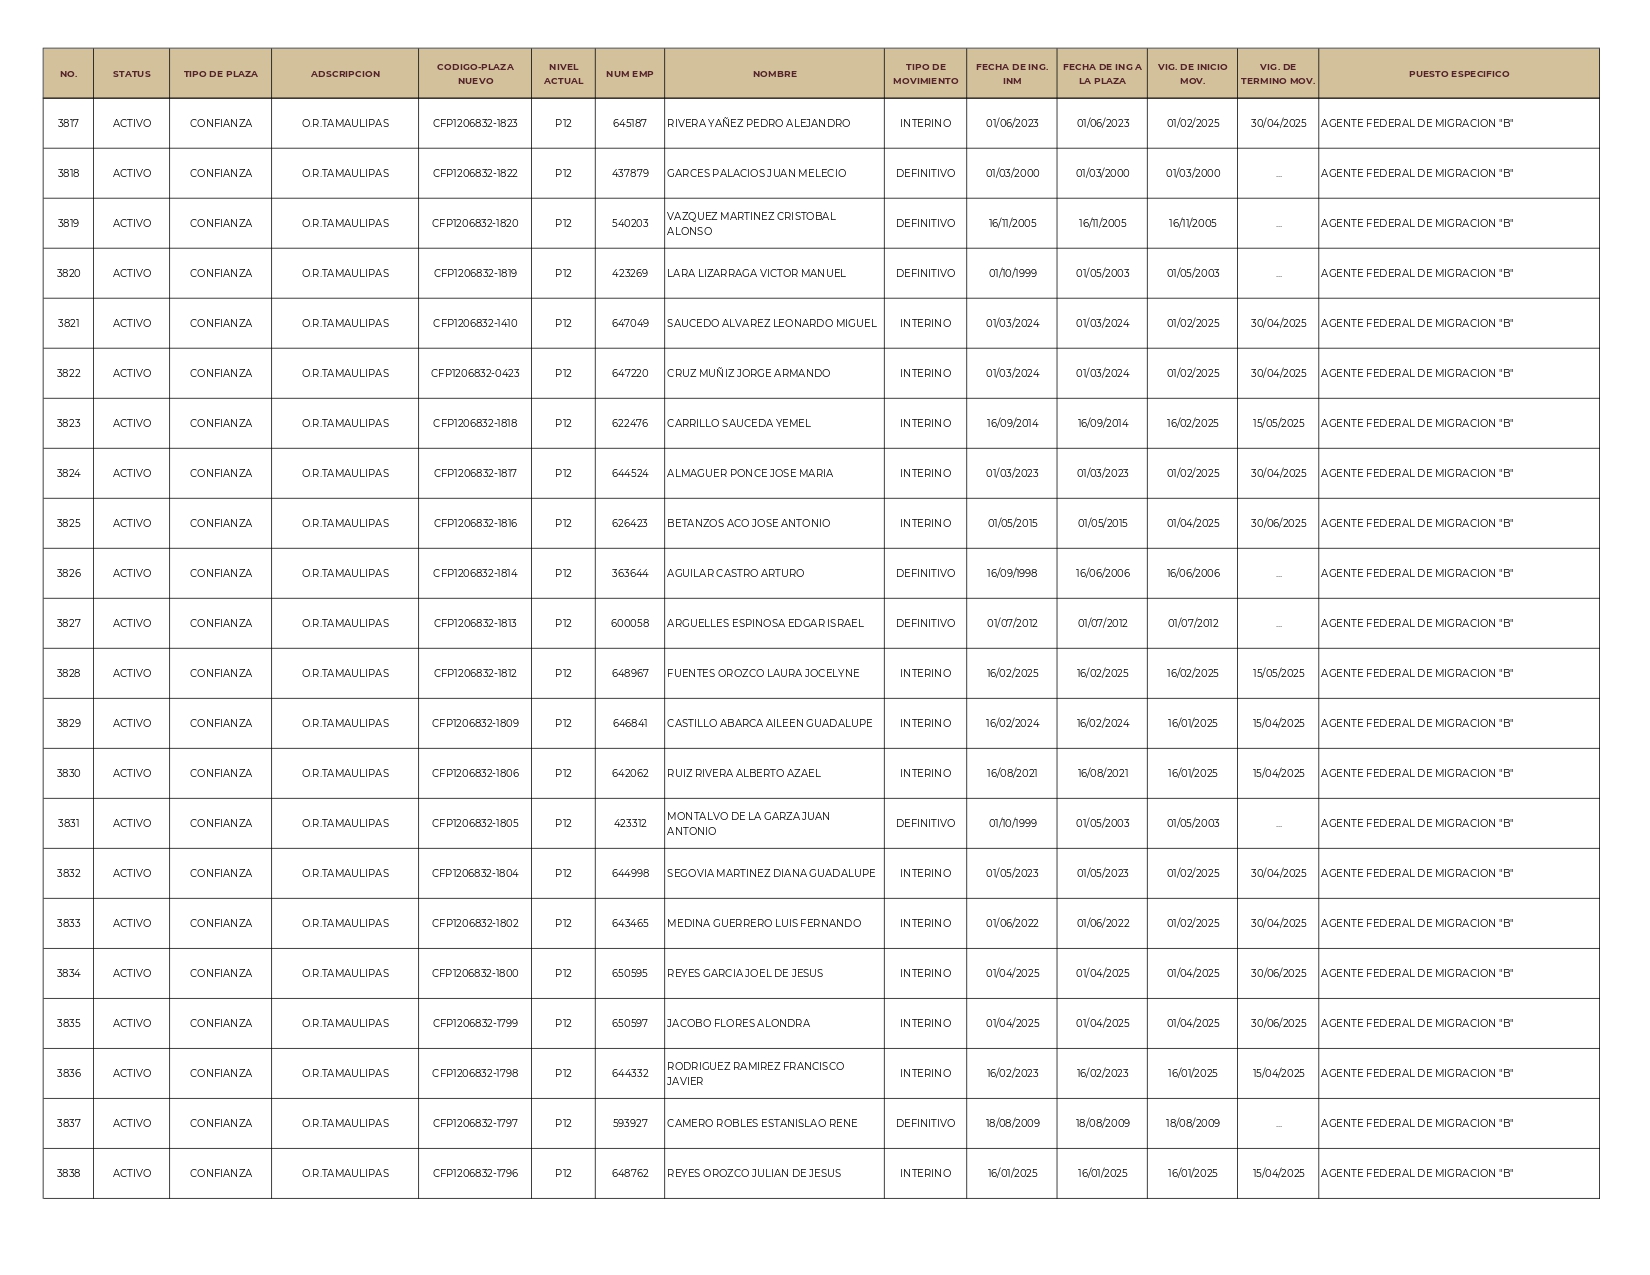 NO. STATUS TIPO DE PLAZA ADSCRIPCION CODIGO-PLAZA NUEVO NIVEL ACTUAL NUM EMP NOMBRE TIPO DE MOVIMIENTO FECHA DE ING. INM FECHA DE ING A LA PLAZA VIG. DE INICIO MOV. VIG. DE TERMINO MOV. PUESTO ESPECIFICO
3817 ACTIVO CONFIANZA O.R.TAMAULIPAS CFP1206832-1823 P12 645187 RIVERA YAÑEZ PEDRO ALEJANDRO INTERINO 01/06/2023 01/06/2023 01/02/2025 30/04/2025 AGENTE FEDERAL DE MIGRACION "B"
3818 ACTIVO CONFIANZA O.R.TAMAULIPAS CFP1206832-1822 P12 437879 GARCES PALACIOS JUAN MELECIO DEFINITIVO 01/03/2000 01/03/2000 01/03/2000 ... AGENTE FEDERAL DE MIGRACION "B"
3819 ACTIVO CONFIANZA O.R.TAMAULIPAS CFP1206832-1820 P12 540203 VAZQUEZ MARTINEZ CRISTOBAL ALONSO DEFINITIVO 16/11/2005 16/11/2005 16/11/2005 ... AGENTE FEDERAL DE MIGRACION "B"
3820 ACTIVO CONFIANZA O.R.TAMAULIPAS CFP1206832-1819 P12 423269 LARA LIZARRAGA VICTOR MANUEL DEFINITIVO 01/10/1999 01/05/2003 01/05/2003 ... AGENTE FEDERAL DE MIGRACION "B"
3821 ACTIVO CONFIANZA O.R.TAMAULIPAS CFP1206832-1410 P12 647049 SAUCEDO ALVAREZ LEONARDO MIGUEL INTERINO 01/03/2024 01/03/2024 01/02/2025 30/04/2025 AGENTE FEDERAL DE MIGRACION "B"
3822 ACTIVO CONFIANZA O.R.TAMAULIPAS CFP1206832-0423 P12 647220 CRUZ MUÑIZ JORGE ARMANDO INTERINO 01/03/2024 01/03/2024 01/02/2025 30/04/2025 AGENTE FEDERAL DE MIGRACION "B"
3823 ACTIVO CONFIANZA O.R.TAMAULIPAS CFP1206832-1818 P12 622476 CARRILLO SAUCEDA YEMEL INTERINO 16/09/2014 16/09/2014 16/02/2025 15/05/2025 AGENTE FEDERAL DE MIGRACION "B"
3824 ACTIVO CONFIANZA O.R.TAMAULIPAS CFP1206832-1817 P12 644524 ALMAGUER PONCE JOSE MARIA INTERINO 01/03/2023 01/03/2023 01/02/2025 30/04/2025 AGENTE FEDERAL DE MIGRACION "B"
3825 ACTIVO CONFIANZA O.R.TAMAULIPAS CFP1206832-1816 P12 626423 BETANZOS ACO JOSE ANTONIO INTERINO 01/05/2015 01/05/2015 01/04/2025 30/06/2025 AGENTE FEDERAL DE MIGRACION "B"
3826 ACTIVO CONFIANZA O.R.TAMAULIPAS CFP1206832-1814 P12 363644 AGUILAR CASTRO ARTURO DEFINITIVO 16/09/1998 16/06/2006 16/06/2006 ... AGENTE FEDERAL DE MIGRACION "B"
3827 ACTIVO CONFIANZA O.R.TAMAULIPAS CFP1206832-1813 P12 600058 ARGUELLES ESPINOSA EDGAR ISRAEL DEFINITIVO 01/07/2012 01/07/2012 01/07/2012 ... AGENTE FEDERAL DE MIGRACION "B"
3828 ACTIVO CONFIANZA O.R.TAMAULIPAS CFP1206832-1812 P12 648967 FUENTES OROZCO LAURA JOCELYNE INTERINO 16/02/2025 16/02/2025 16/02/2025 15/05/2025 AGENTE FEDERAL DE MIGRACION "B"
3829 ACTIVO CONFIANZA O.R.TAMAULIPAS CFP1206832-1809 P12 646841 CASTILLO ABARCA AILEEN GUADALUPE INTERINO 16/02/2024 16/02/2024 16/01/2025 15/04/2025 AGENTE FEDERAL DE MIGRACION "B"
3830 ACTIVO CONFIANZA O.R.TAMAULIPAS CFP1206832-1806 P12 642062 RUIZ RIVERA ALBERTO AZAEL INTERINO 16/08/2021 16/08/2021 16/01/2025 15/04/2025 AGENTE FEDERAL DE MIGRACION "B"
3831 ACTIVO CONFIANZA O.R.TAMAULIPAS CFP1206832-1805 P12 423312 MONTALVO DE LA GARZA JUAN ANTONIO DEFINITIVO 01/10/1999 01/05/2003 01/05/2003 ... AGENTE FEDERAL DE MIGRACION "B"
3832 ACTIVO CONFIANZA O.R.TAMAULIPAS CFP1206832-1804 P12 644998 SEGOVIA MARTINEZ DIANA GUADALUPE INTERINO 01/05/2023 01/05/2023 01/02/2025 30/04/2025 AGENTE FEDERAL DE MIGRACION "B"
3833 ACTIVO CONFIANZA O.R.TAMAULIPAS CFP1206832-1802 P12 643465 MEDINA GUERRERO LUIS FERNANDO INTERINO 01/06/2022 01/06/2022 01/02/2025 30/04/2025 AGENTE FEDERAL DE MIGRACION "B"
3834 ACTIVO CONFIANZA O.R.TAMAULIPAS CFP1206832-1800 P12 650595 REYES GARCIA JOEL DE JESUS INTERINO 01/04/2025 01/04/2025 01/04/2025 30/06/2025 AGENTE FEDERAL DE MIGRACION "B"
3835 ACTIVO CONFIANZA O.R.TAMAULIPAS CFP1206832-1799 P12 650597 JACOBO FLORES ALONDRA INTERINO 01/04/2025 01/04/2025 01/04/2025 30/06/2025 AGENTE FEDERAL DE MIGRACION "B"
3836 ACTIVO CONFIANZA O.R.TAMAULIPAS CFP1206832-1798 P12 644332 RODRIGUEZ RAMIREZ FRANCISCO JAVIER INTERINO 16/02/2023 16/02/2023 16/01/2025 15/04/2025 AGENTE FEDERAL DE MIGRACION "B"
3837 ACTIVO CONFIANZA O.R.TAMAULIPAS CFP1206832-1797 P12 593927 CAMERO ROBLES ESTANISLAO RENE DEFINITIVO 18/08/2009 18/08/2009 18/08/2009 ... AGENTE FEDERAL DE MIGRACION "B"
3838 ACTIVO CONFIANZA O.R.TAMAULIPAS CFP1206832-1796 P12 648762 REYES OROZCO JULIAN DE JESUS INTERINO 16/01/2025 16/01/2025 16/01/2025 15/04/2025 AGENTE FEDERAL DE MIGRACION "B"